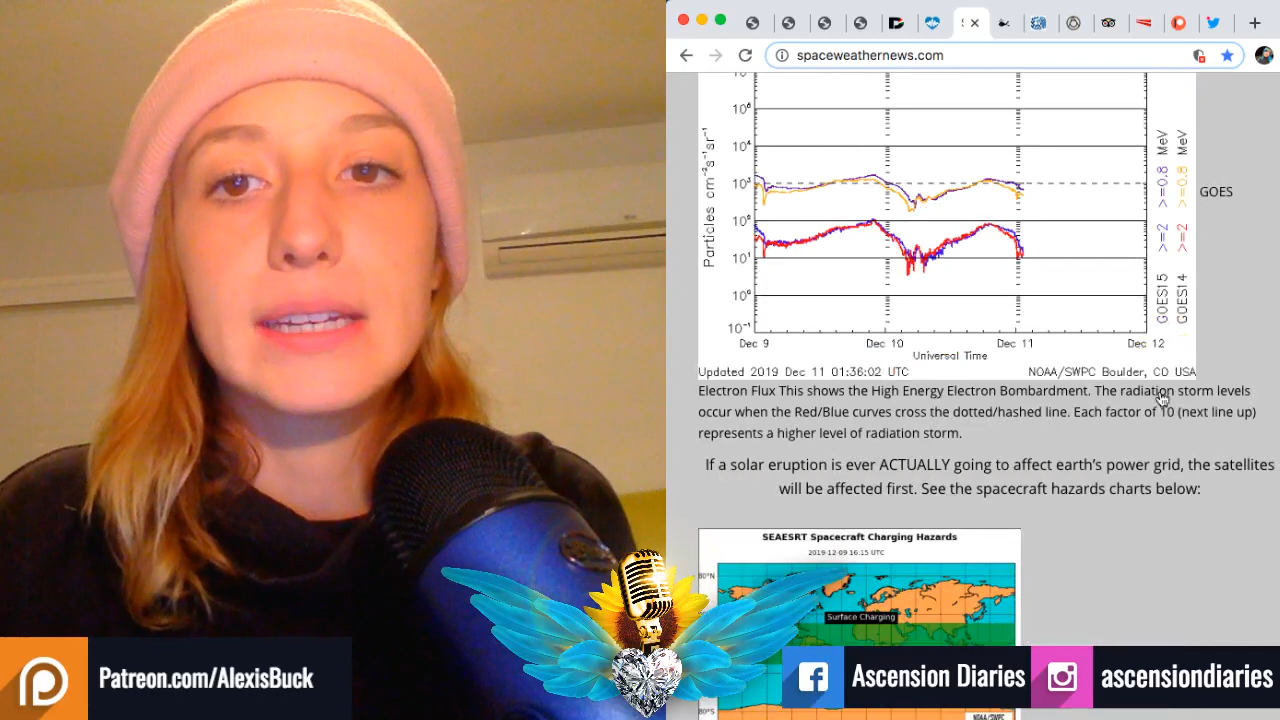 spaceweathernews.com
10⁶
10⁴
10³
10⁰
10¹
10⁰
10⁻¹
Particles cm⁻²s⁻¹sr⁻¹
Dec 9
Dec 10
Dec 11
Dec 12
Universal Time
>=0.8 MeV
>=0.8 MeV
>=2
>=2
GOES15
GOES14
GOES
Updated 2019 Dec 11 01:36:02 UTC
NOAA/SWPC Boulder, CO USA
Electron Flux This shows the High Energy Electron Bombardment. The radiation storm levels
occur when the Red/Blue curves cross the dotted/hashed line. Each factor of 10 (next line up)
represents a higher level of radiation storm.
If a solar eruption is ever ACTUALLY going to affect earth’s power grid, the satellites
will be affected first. See the spacecraft hazards charts below:
SEAESRT Spacecraft Charging Hazards
2019-12-09 16:15 UTC
80°N
Surface Charging
80°S
NOAA/SWPC
Patreon.com/AlexisBuck
Ascension Diaries
ascensiondiaries